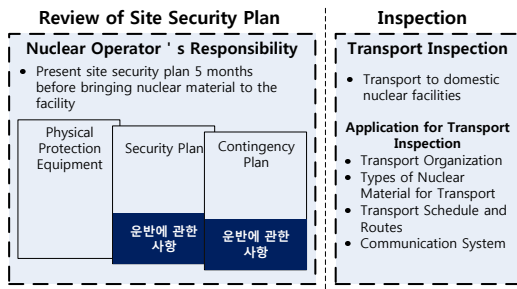 Review of Site Security Plan
Nuclear Operator ' s Responsibility
• Present site security plan 5 months
before bringing nuclear material to the
facility
Physical
Protection
Equipment
Security Plan
운반에 관한
사항
Contingency
Plan
운반에 관한
사항
Inspection
Transport Inspection
• Transport to domestic
nuclear facilities
Application for Transport
Inspection
• Transport Organization
• Types of Nuclear
Material for Transport
• Transport Schedule and
Routes
• Communication System